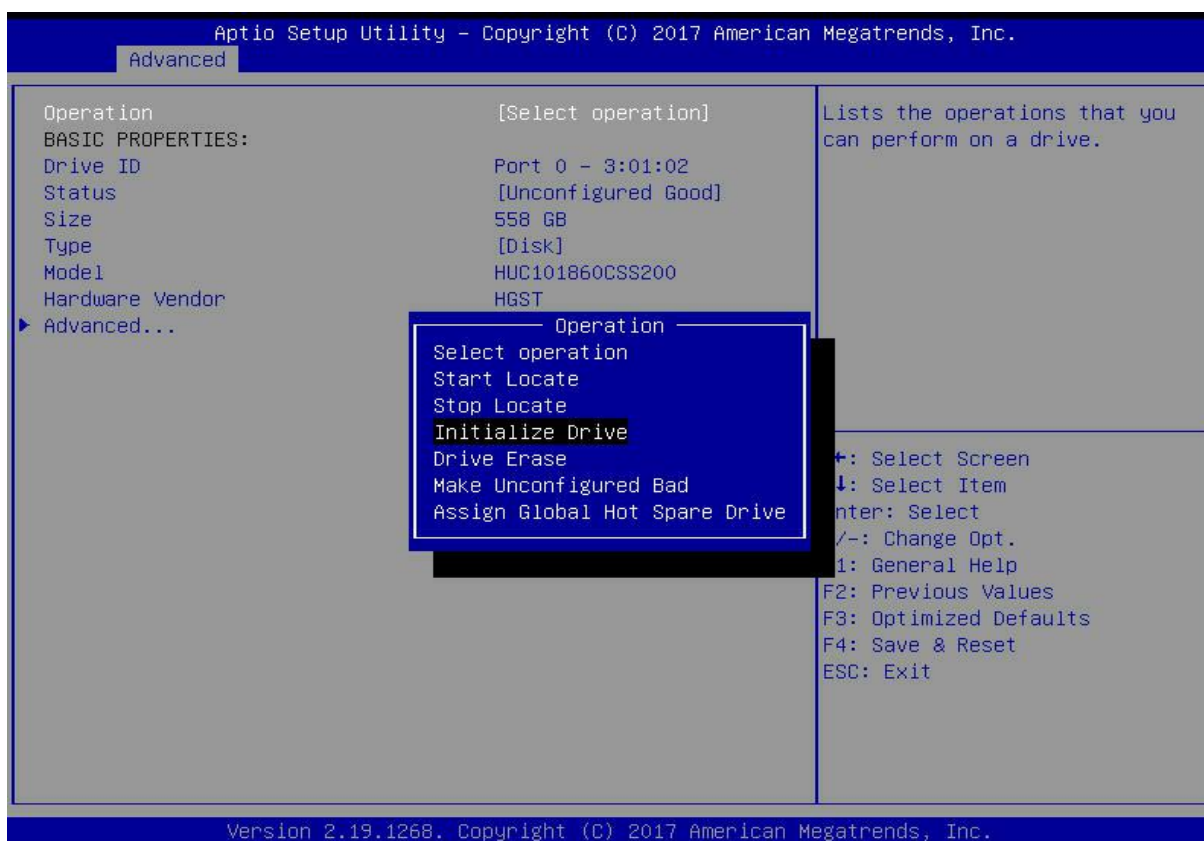 Aptio Setup Utility – Copyright (C) 2017 American Megatrends, Inc.
Advanced
Operation [Select operation]
BASIC PROPERTIES:
Drive ID Port 0 – 3:01:02
Status [Unconfigured Good]
Size 558 GB
Type [Disk]
Model HUC101860CSS200
Hardware Vendor HGST
Advanced...
Operation
Select operation
Start Locate
Stop Locate
Initialize Drive
Drive Erase
Make Unconfigured Bad
Assign Global Hot Spare Drive
Lists the operations that you
can perform on a drive.
: Select Screen
: Select Item
nter: Select
/–: Change Opt.
1: General Help
F2: Previous Values
F3: Optimized Defaults
F4: Save & Reset
ESC: Exit
Version 2.19.1268. Copyright (C) 2017 American Megatrends, Inc.